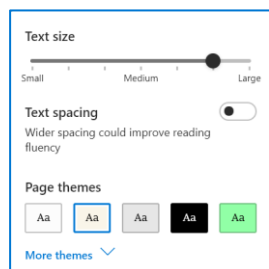 Text size
Small Medium Large
Text spacing
Wider spacing could improve reading
fluency
Page themes
Aa Aa Aa Aa Aa
More themes